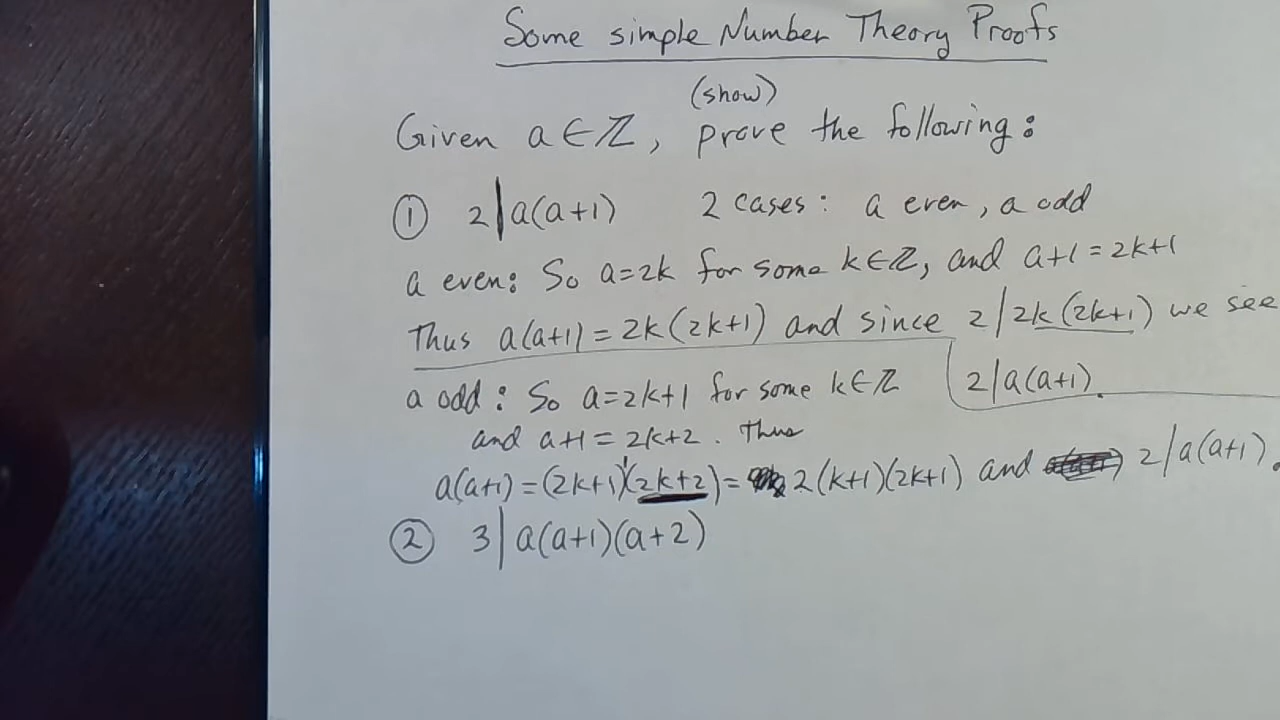 Some simple Number Theory Proofs
(show)
Given a∈ℤ, prove the following:
① 2|a(a+1) 2 cases: a even, a odd
a even: So a=2k for some k∈ℤ, and a+1=2k+1
Thus a(a+1)=2k(2k+1) and since 2|2k(2k+1) we see
2|a(a+1).
a odd: So a=2k+1 for some k∈ℤ
and a+1=2k+2. Thus
a(a+1)=(2k+1)(2k+2)= 2(k+1)(2k+1) and 2|a(a+1).
② 3|a(a+1)(a+2)